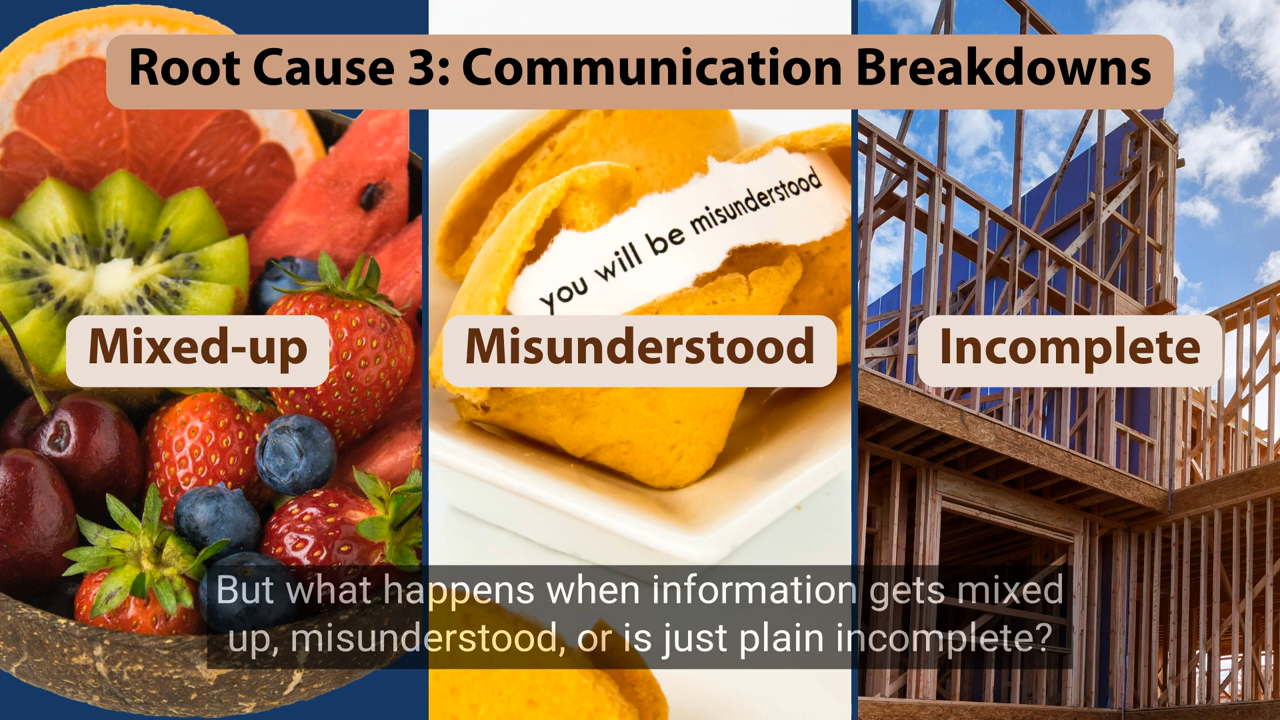 Root Cause 3: Communication Breakdowns
you will be misunderstood
Mixed-up
Misunderstood
Incomplete
But what happens when information gets mixed
up, misunderstood, or is just plain incomplete?